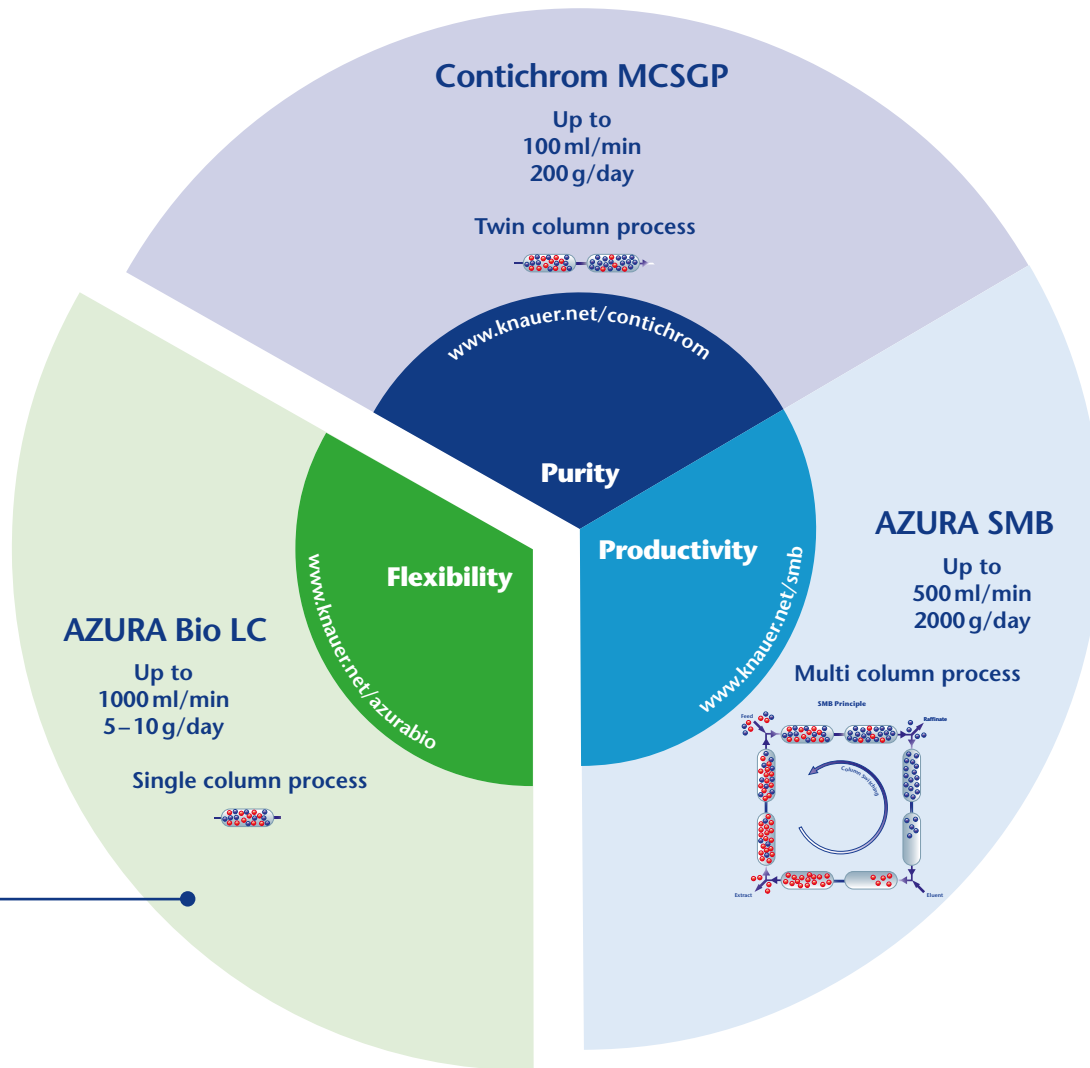 Contichrom MCSGP
Up to
100 ml/min
200 g/day
Twin column process
www.knauer.net/contichrom
Purity
Productivity
www.knauer.net/smb
AZURA SMB
Up to
500 ml/min
2000 g/day
Multi column process
SMB Principle
Feed
Raffinate
Column Switching
Extract
Eluent
Flexibility
www.knauer.net/azurabio
AZURA Bio LC
Up to
1000 ml/min
5–10 g/day
Single column process